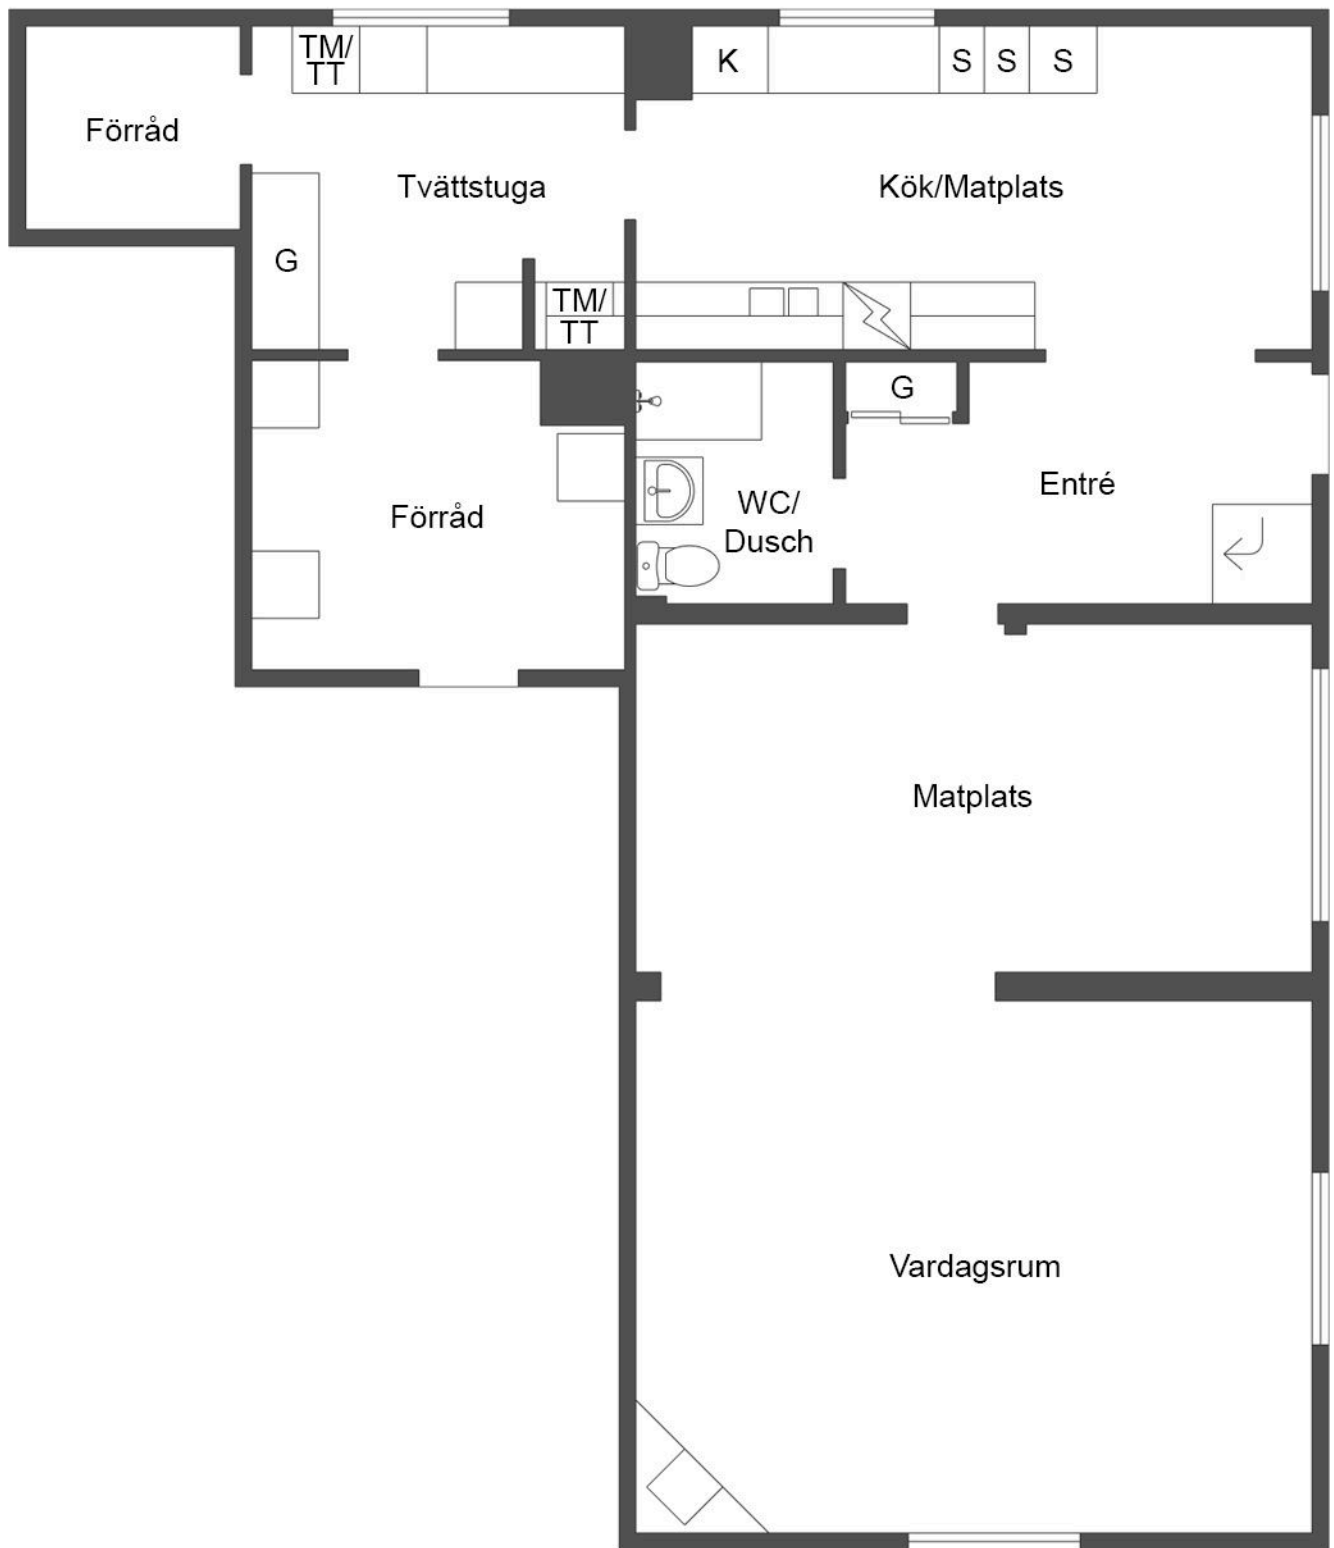 TM/
TT
K
S
S
S
Förråd
Tvättstuga
Kök/Matplats
G
TM/
TT
G
Entré
WC/
Dusch
Förråd
Matplats
Vardagsrum